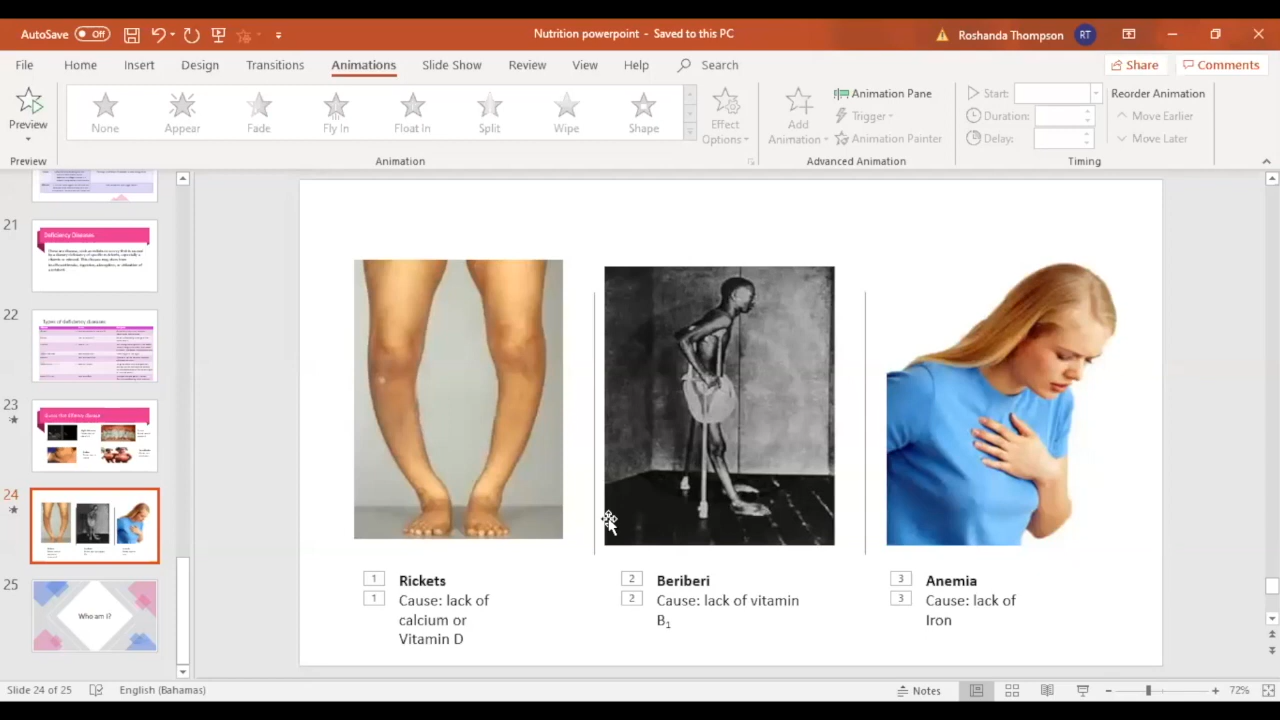 AutoSave Off Nutrition powerpoint - Saved to this PC Roshanda Thompson RT
File Home Insert Design Transitions Animations Slide Show Review View Help Search Share Comments
Preview
None Appear Fade Fly In Float In Split Wipe Shape
Effect Options
Add Animation
Animation Pane
Trigger
Animation Painter
Start:
Duration:
Delay:
Reorder Animation
Move Earlier
Move Later
Preview Animation Advanced Animation Timing
21
Deficiency Diseases
22
Types of deficiency diseases
23
24
25
Who am I?
1 Rickets
1 Cause: lack of
calcium or
Vitamin D
2 Beriberi
2 Cause: lack of vitamin
B₁
3 Anemia
3 Cause: lack of
Iron
Slide 24 of 25 English (Bahamas) Notes 72%